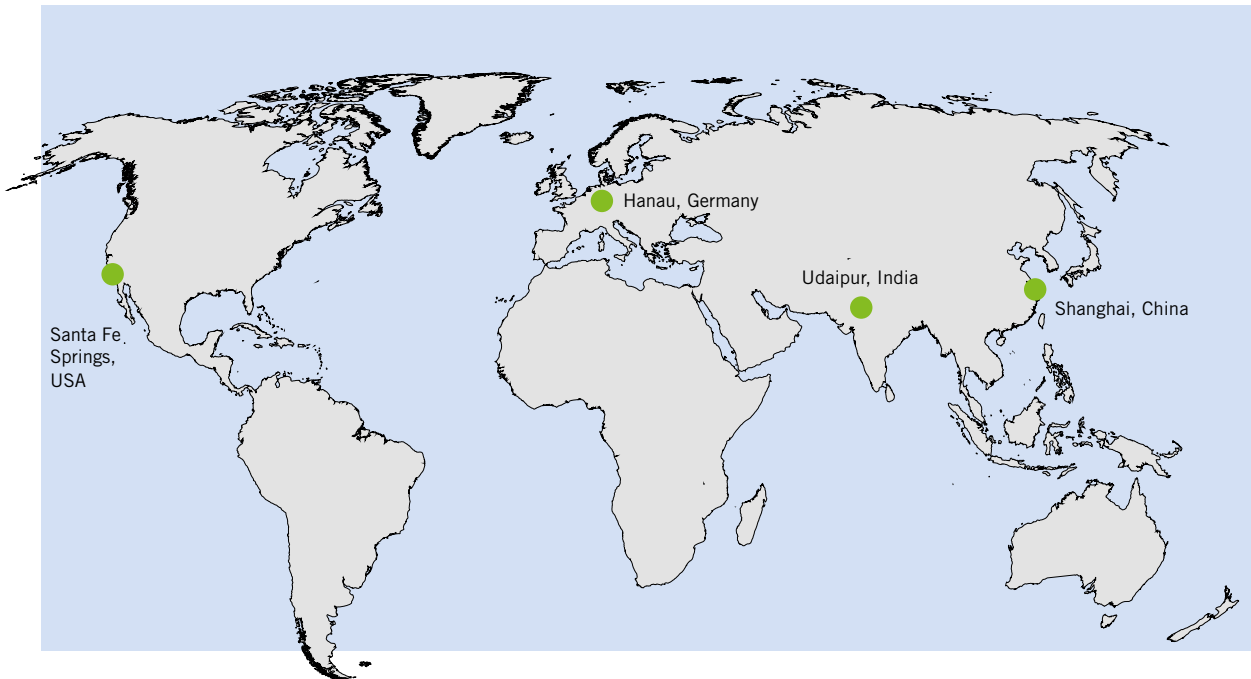 Hanau, Germany
Udaipur, India
Shanghai, China
Santa Fe
Springs,
USA